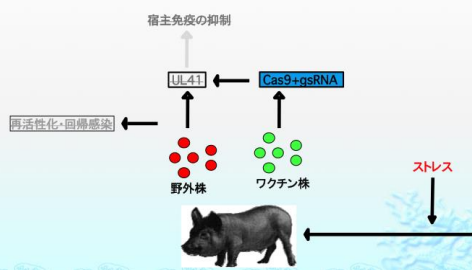 宿主免疫の抑制
UL41
Cas9+gsRNA
再活性化・回帰感染
野外株
ワクチン株
ストレス